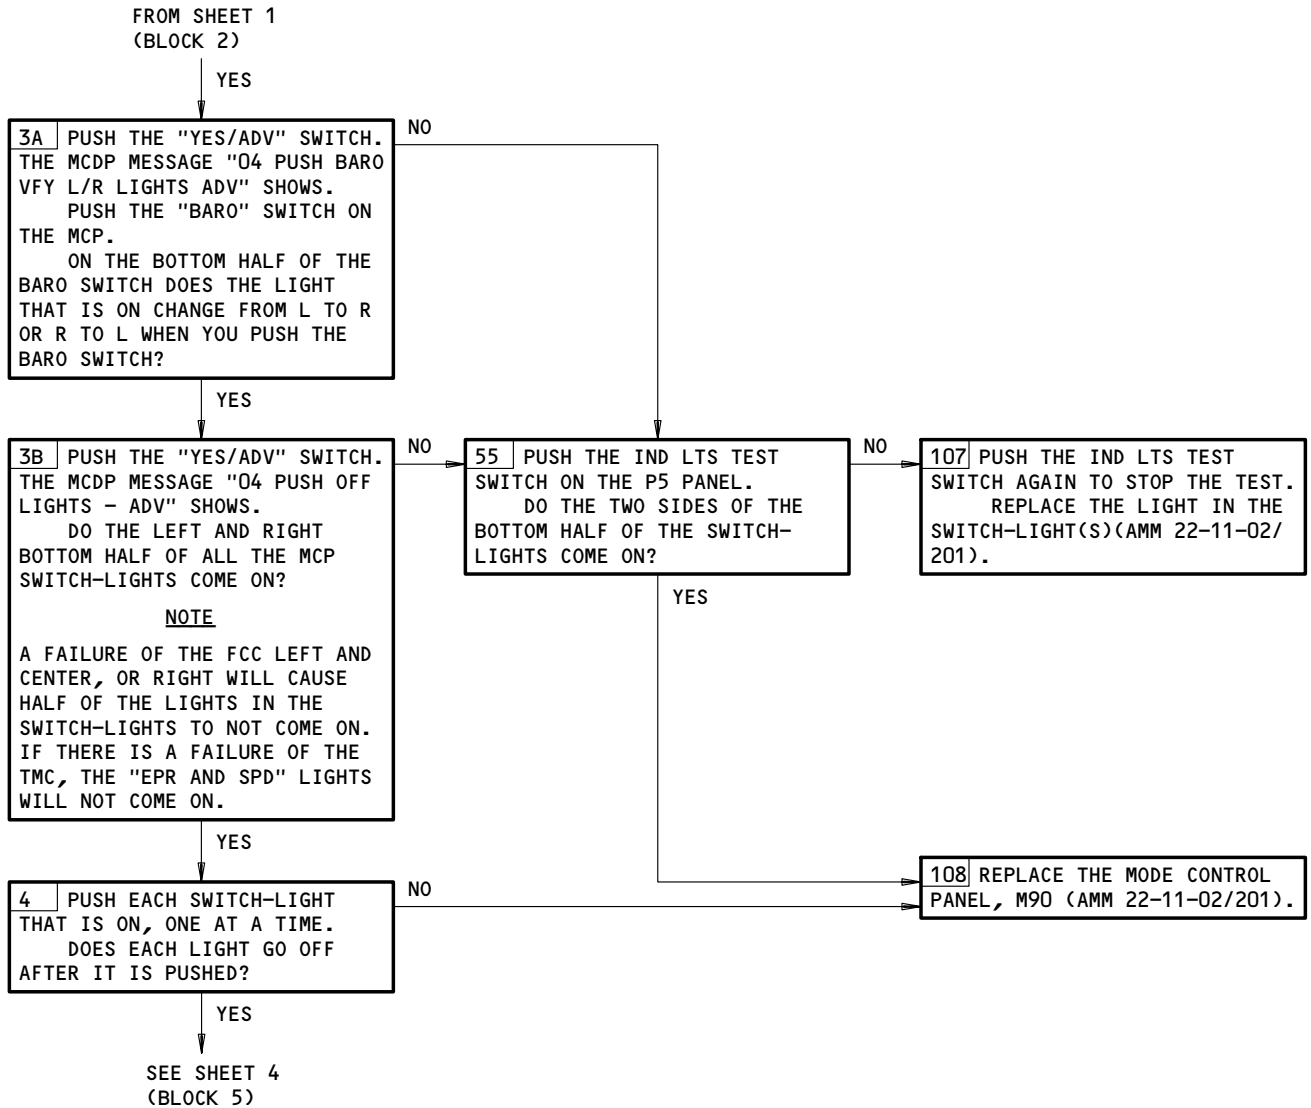 FROM SHEET 1
(BLOCK 2)
YES
3A PUSH THE "YES/ADV" SWITCH.
THE MCDP MESSAGE "04 PUSH BARO
VFY L/R LIGHTS ADV" SHOWS.
PUSH THE "BARO" SWITCH ON
THE MCP.
ON THE BOTTOM HALF OF THE
BARO SWITCH DOES THE LIGHT
THAT IS ON CHANGE FROM L TO R
OR R TO L WHEN YOU PUSH THE
BARO SWITCH?
NO
YES
3B PUSH THE "YES/ADV" SWITCH.
THE MCDP MESSAGE "04 PUSH OFF
LIGHTS – ADV" SHOWS.
DO THE LEFT AND RIGHT
BOTTOM HALF OF ALL THE MCP
SWITCH-LIGHTS COME ON?
NOTE
A FAILURE OF THE FCC LEFT AND
CENTER, OR RIGHT WILL CAUSE
HALF OF THE LIGHTS IN THE
SWITCH-LIGHTS TO NOT COME ON.
IF THERE IS A FAILURE OF THE
TMC, THE "EPR AND SPD" LIGHTS
WILL NOT COME ON.
NO
55 PUSH THE IND LTS TEST
SWITCH ON THE P5 PANEL.
DO THE TWO SIDES OF THE
BOTTOM HALF OF THE SWITCH-
LIGHTS COME ON?
NO
107 PUSH THE IND LTS TEST
SWITCH AGAIN TO STOP THE TEST.
REPLACE THE LIGHT IN THE
SWITCH-LIGHT(S)(AMM 22-11-02/
201).
YES
YES
4 PUSH EACH SWITCH-LIGHT
THAT IS ON, ONE AT A TIME.
DOES EACH LIGHT GO OFF
AFTER IT IS PUSHED?
NO
108 REPLACE THE MODE CONTROL
PANEL, M90 (AMM 22-11-02/201).
YES
SEE SHEET 4
(BLOCK 5)